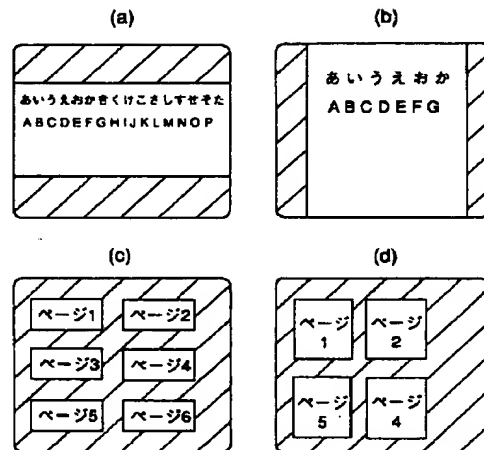 (a)
あいうえおかきくけこさしすせそた
ABCDEFGHIJKLMNOP
(b)
あいうえおか
ABCDEFG
(c)
ページ1 ページ2
ページ3 ページ4
ページ5 ページ6
(d)
ページ ページ
1 2
ページ ページ
5 4